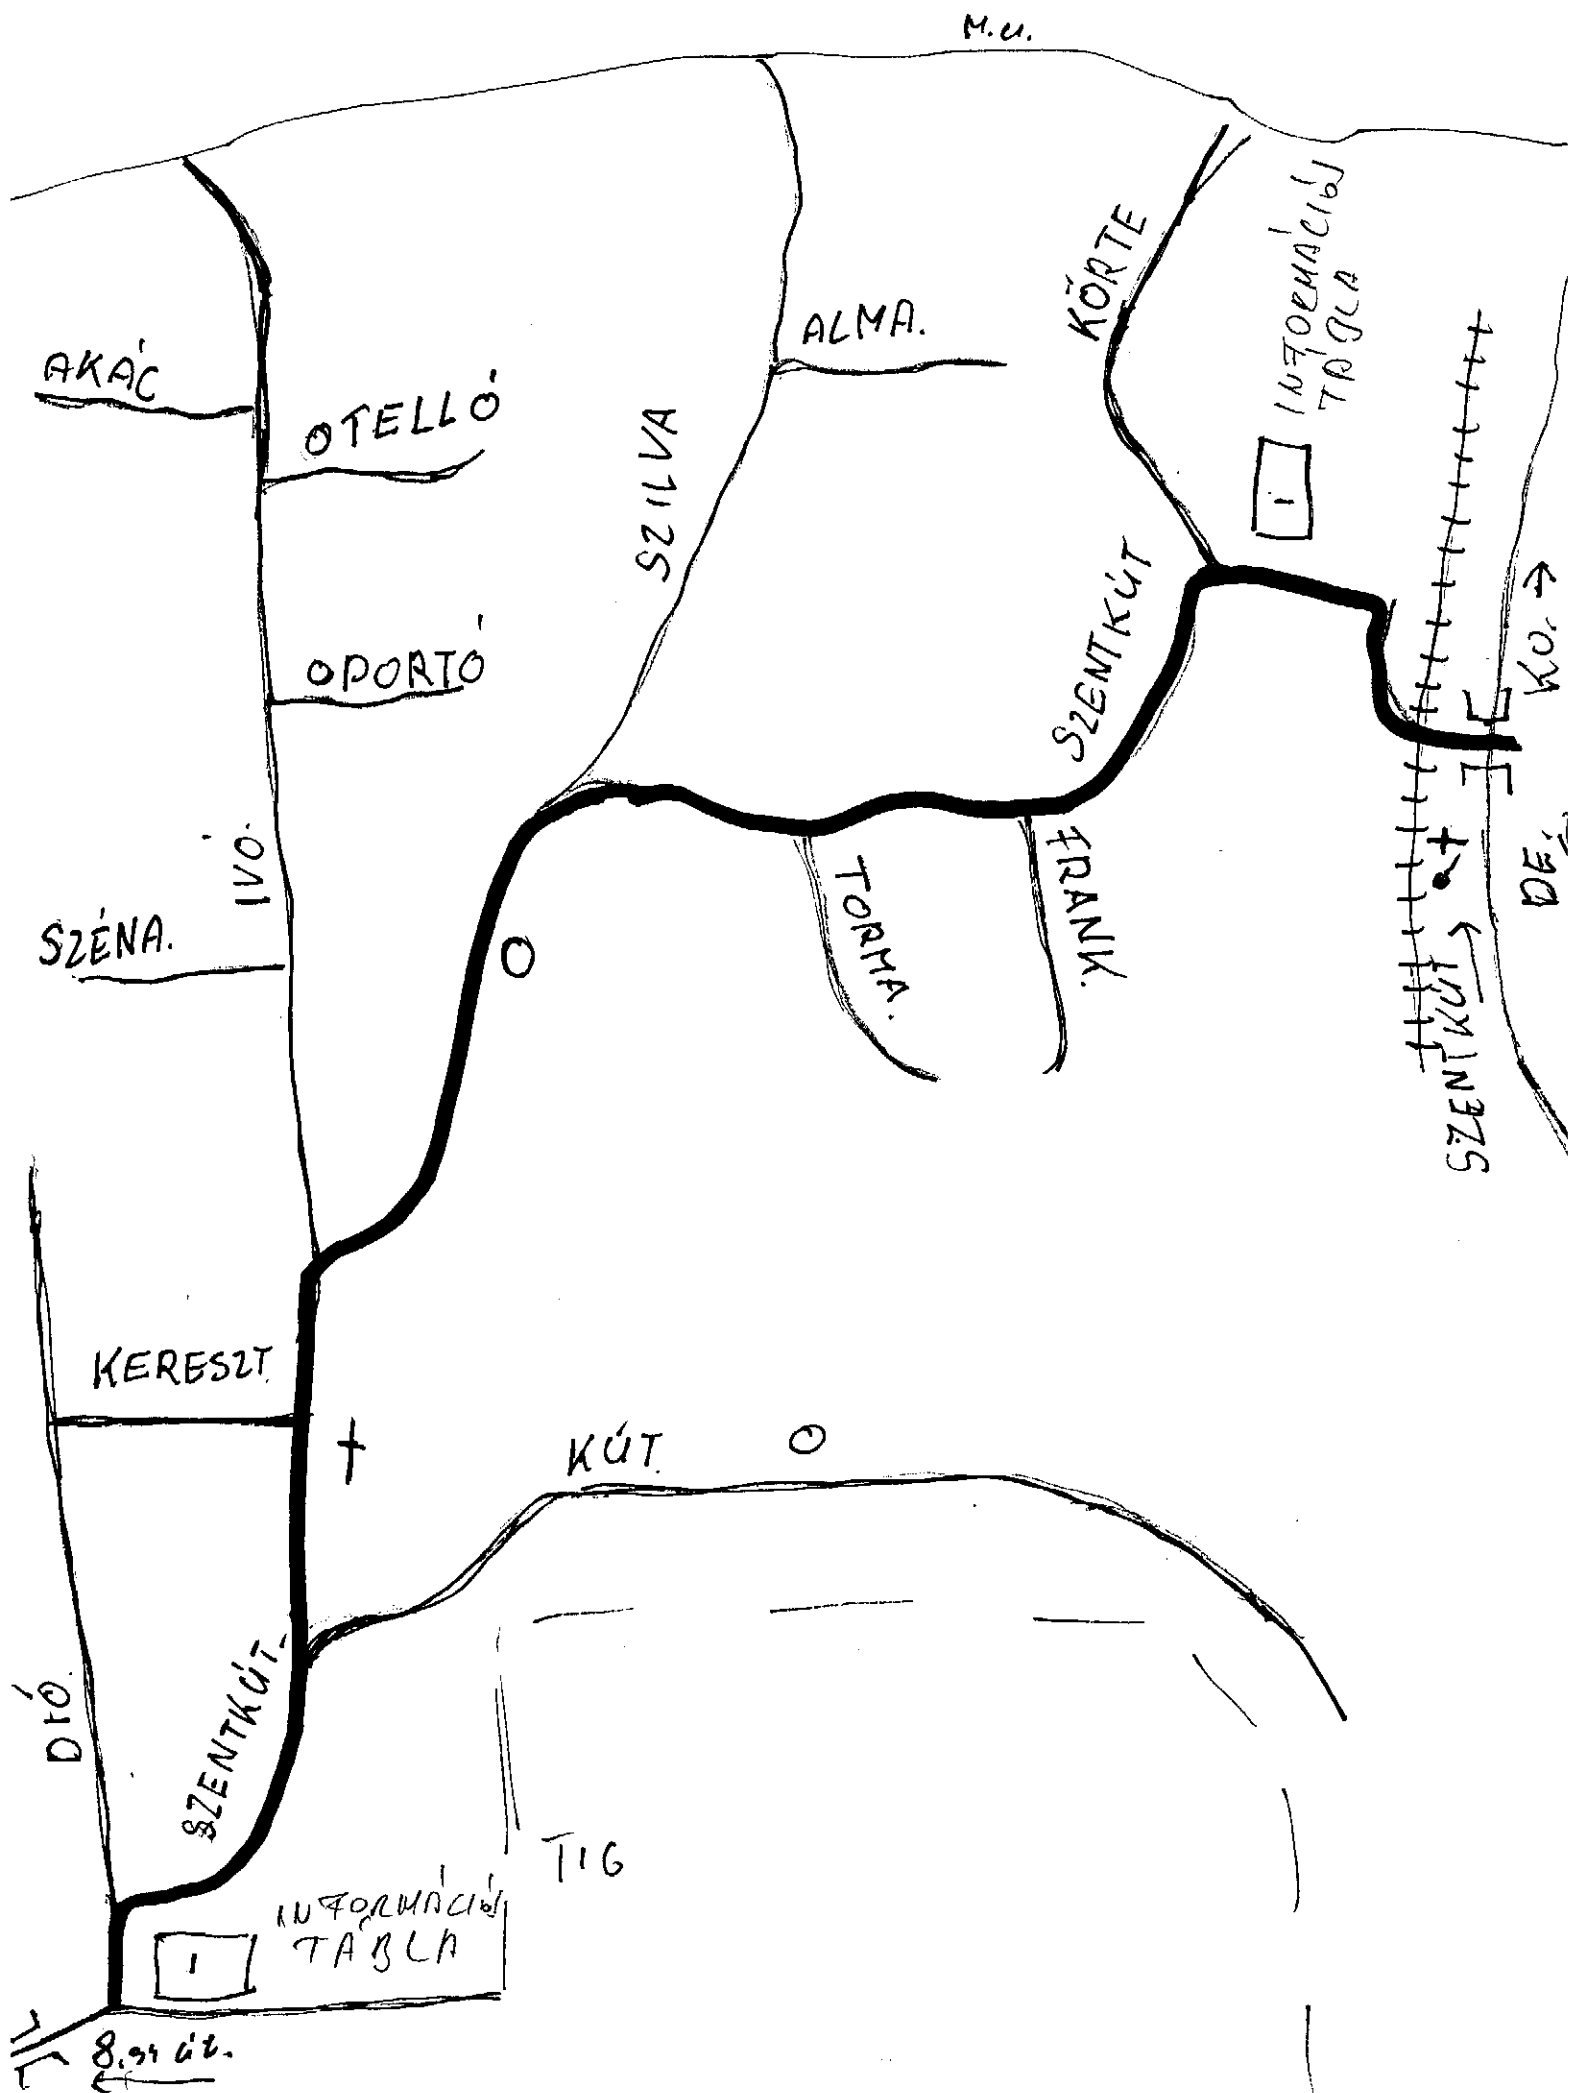 M.u.
KÖRTE
INFORMÁCIÓS
TÁBLA
ALMA.
AKÁC
OTELLÓ
SZILVA
I
SZENTKÚT
KO. →
OPORTÓ
IVÓ.
TORMA.
FRANK.
DÉ.
SZÉNA.
SZENTKÚT →
KERESZT.
KÚT.
SZENTKÚT.
DIÓ.
TIG
INFORMÁCIÓS
TÁBLA
I